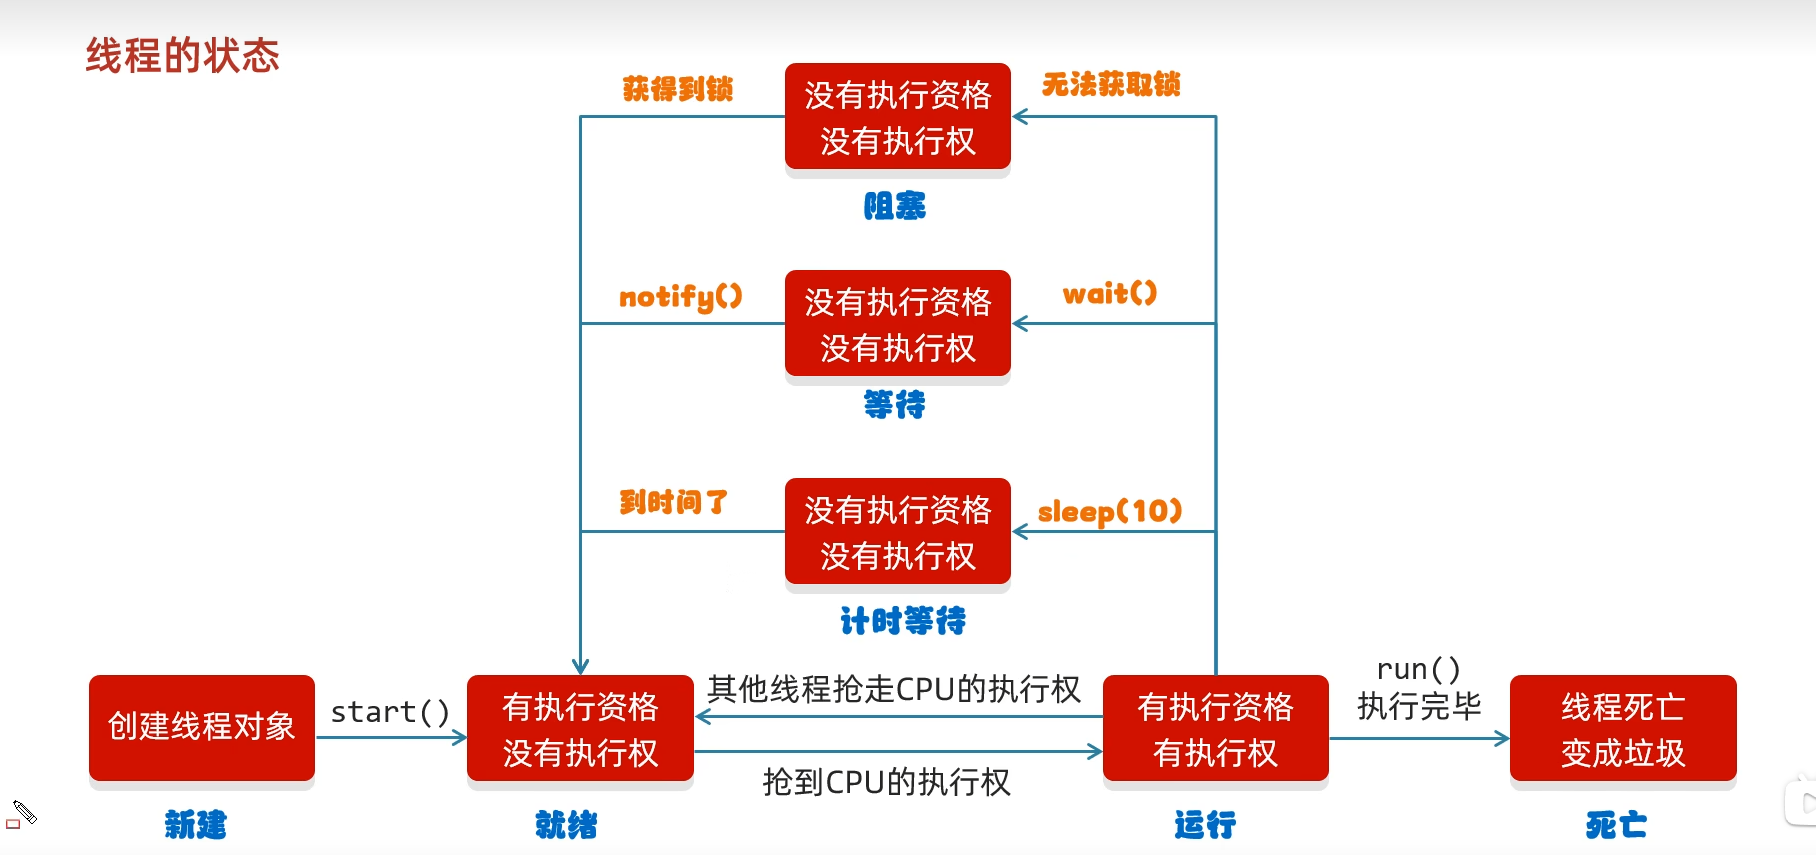 线程的状态
获得到锁
没有执行资格
没有执行权
无法获取锁
阻塞
notify()
没有执行资格
没有执行权
wait()
等待
到时间了
没有执行资格
没有执行权
sleep(10)
计时等待
创建线程对象
start()
有执行资格
没有执行权
其他线程抢走CPU的执行权
抢到CPU的执行权
有执行资格
有执行权
run()
执行完毕
线程死亡
变成垃圾
新建
就绪
运行
死亡